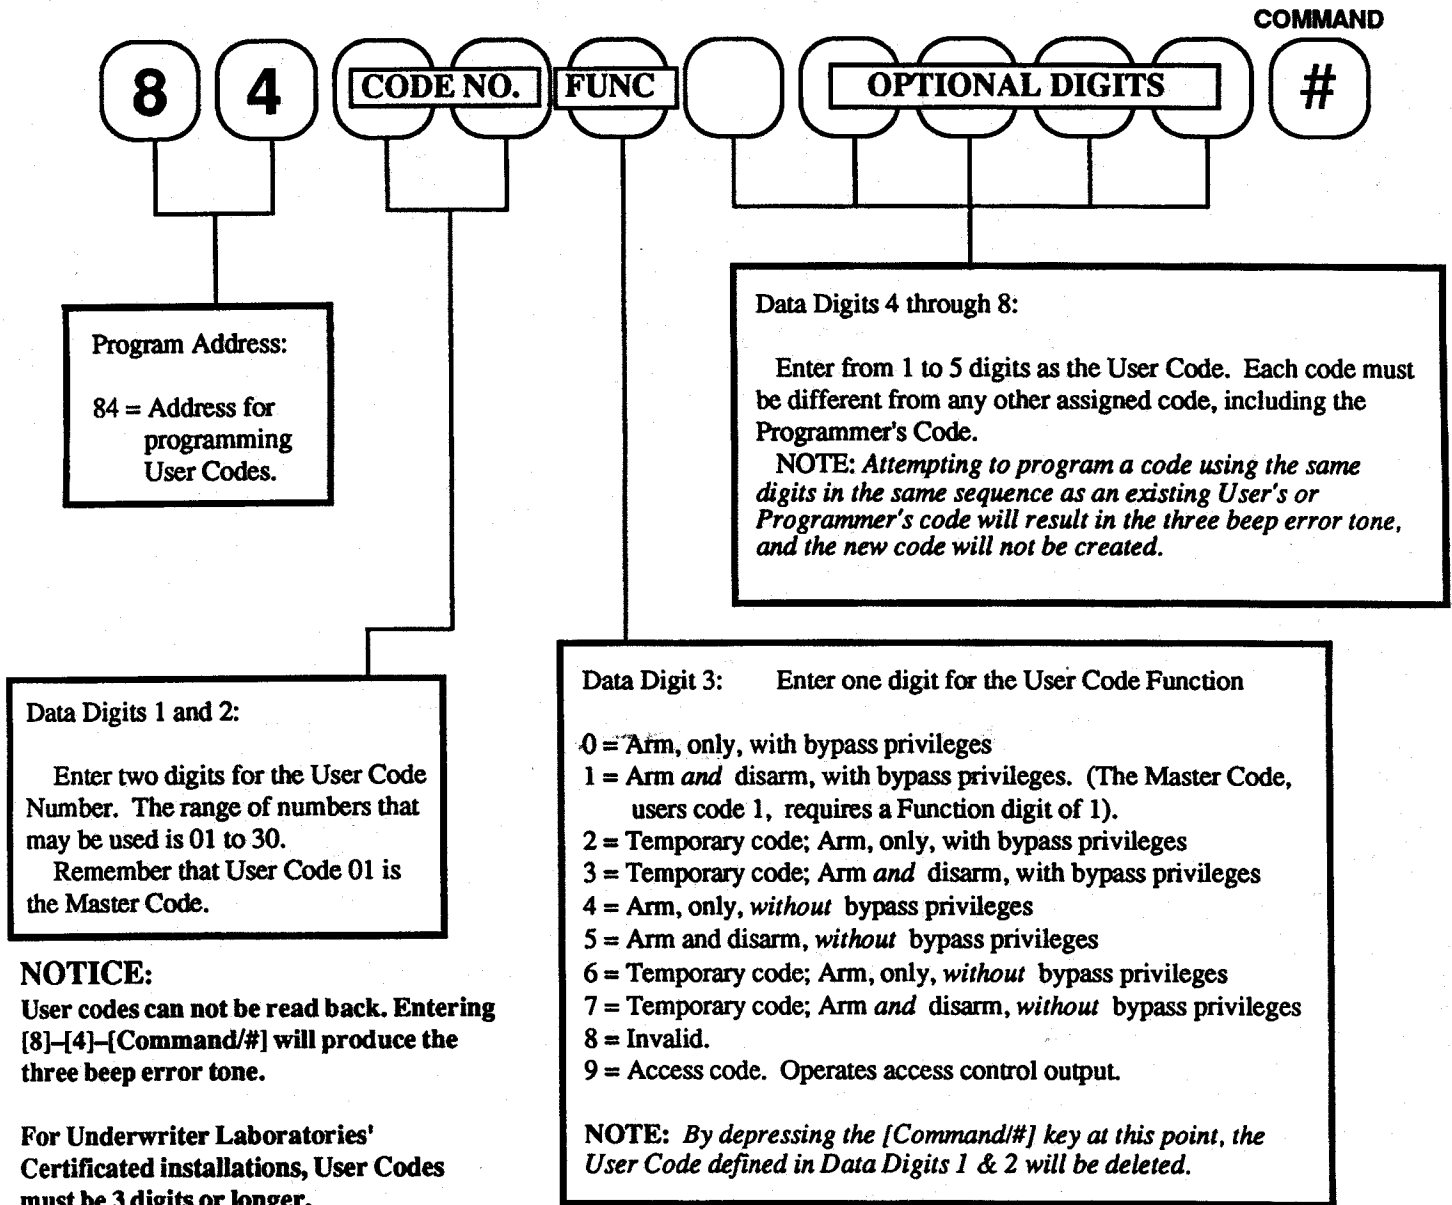 COMMAND
8 4 CODE NO. FUNC OPTIONAL DIGITS #
Program Address:
84 = Address for
programming
User Codes.
Data Digits 4 through 8:
Enter from 1 to 5 digits as the User Code. Each code must
be different from any other assigned code, including the
Programmer's Code.
NOTE: Attempting to program a code using the same
digits in the same sequence as an existing User's or
Programmer's code will result in the three beep error tone,
and the new code will not be created.
Data Digits 1 and 2:
Enter two digits for the User Code
Number. The range of numbers that
may be used is 01 to 30.
Remember that User Code 01 is
the Master Code.
NOTICE:
User codes can not be read back. Entering
[8]–[4]–[Command/#] will produce the
three beep error tone.
For Underwriter Laboratories'
Certificated installations, User Codes
must be 3 digits or longer.
Data Digit 3: Enter one digit for the User Code Function
0 = Arm, only, with bypass privileges
1 = Arm and disarm, with bypass privileges. (The Master Code,
users code 1, requires a Function digit of 1).
2 = Temporary code; Arm, only, with bypass privileges
3 = Temporary code; Arm and disarm, with bypass privileges
4 = Arm, only, without bypass privileges
5 = Arm and disarm, without bypass privileges
6 = Temporary code; Arm, only, without bypass privileges
7 = Temporary code; Arm and disarm, without bypass privileges
8 = Invalid.
9 = Access code. Operates access control output.
NOTE: By depressing the [Command/#] key at this point, the
User Code defined in Data Digits 1 & 2 will be deleted.